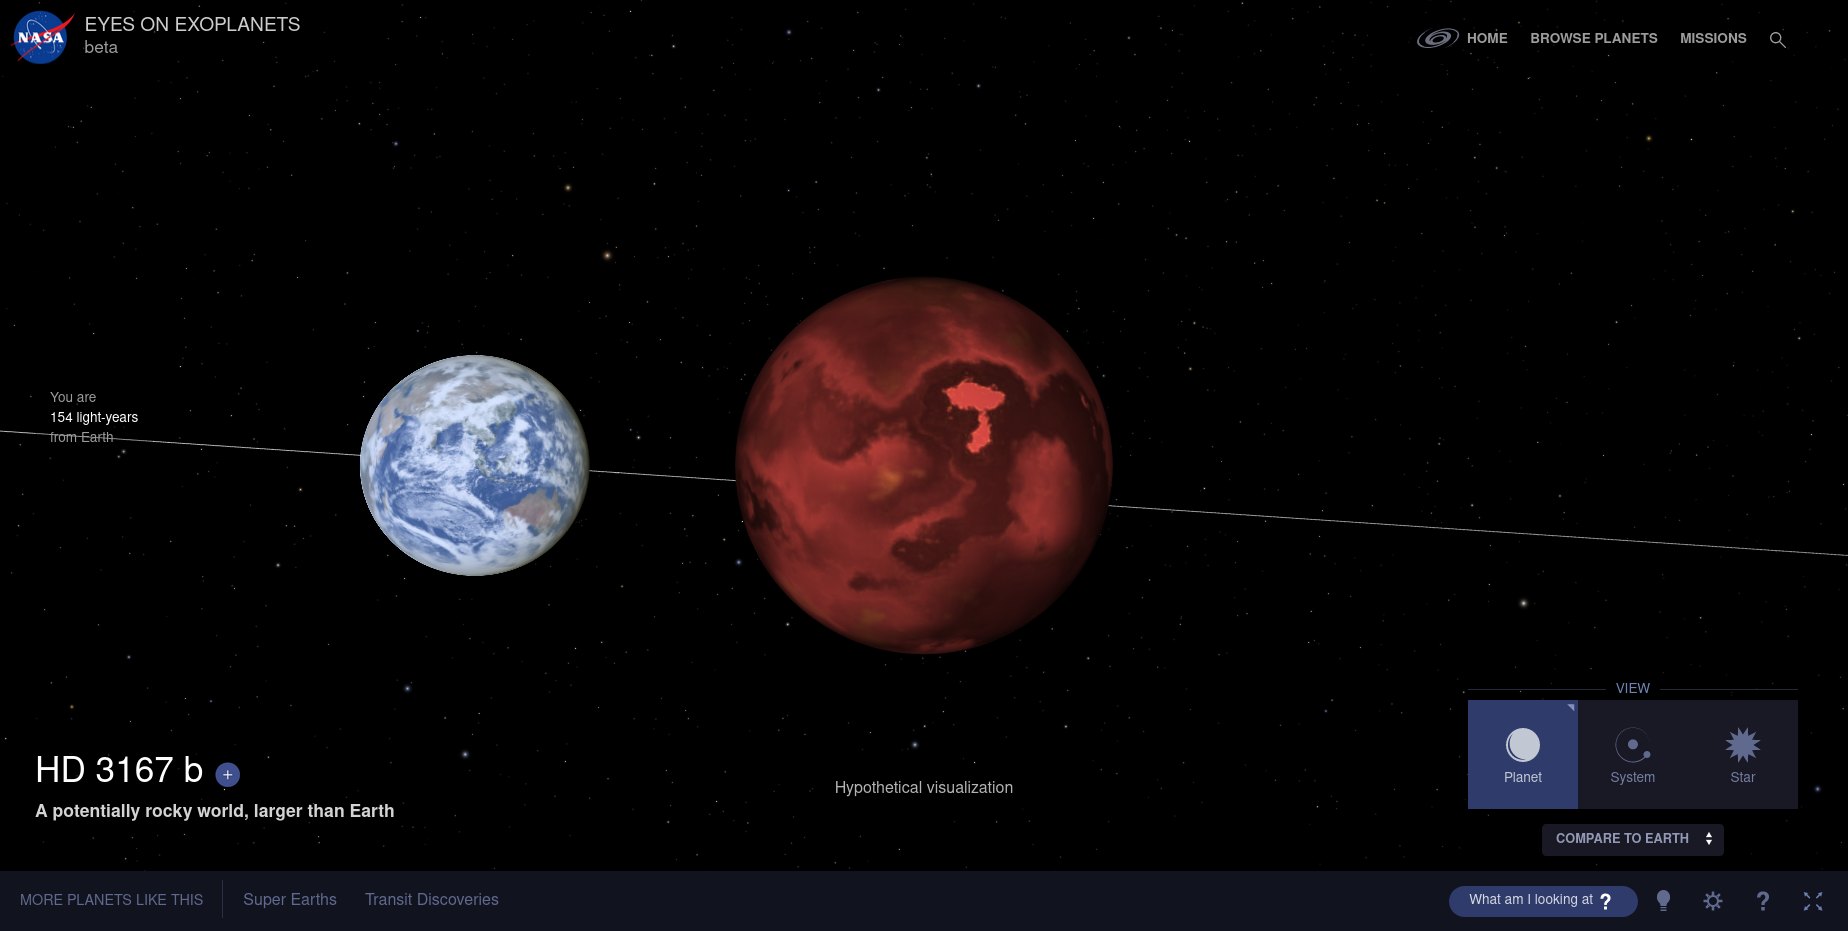 NASA
EYES ON EXOPLANETS
beta
HOME
BROWSE PLANETS
MISSIONS
You are
154 light-years
from Earth
VIEW
Planet
System
Star
HD 3167 b +
A potentially rocky world, larger than Earth
Hypothetical visualization
COMPARE TO EARTH
MORE PLANETS LIKE THIS
Super Earths
Transit Discoveries
What am I looking at ?
?